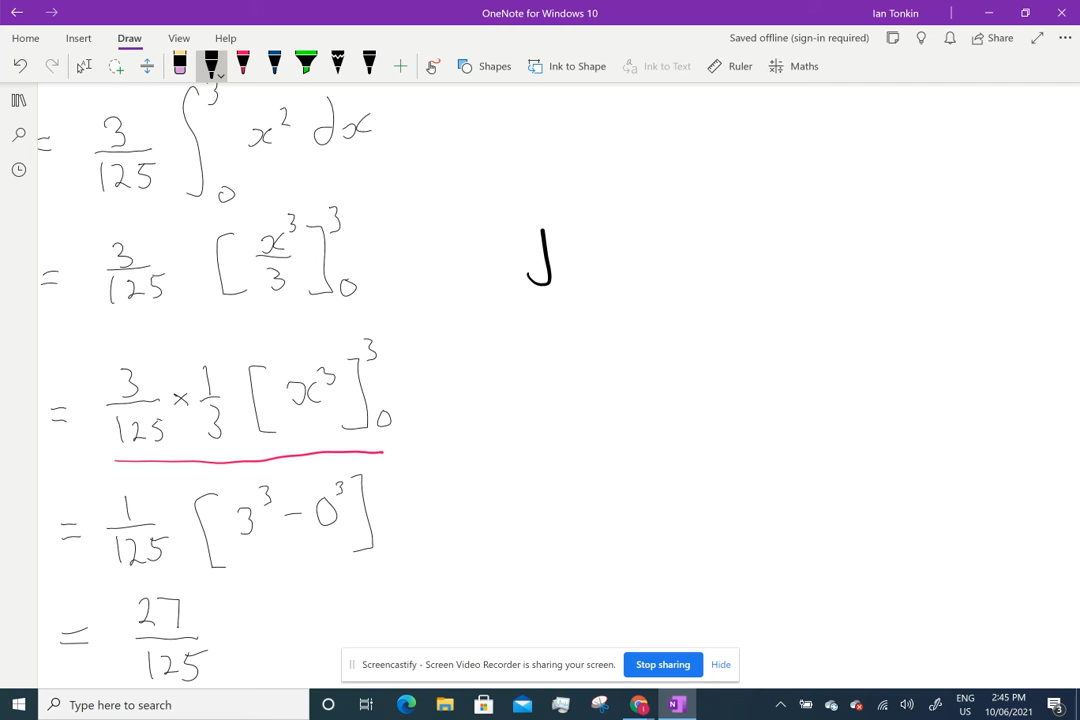 OneNote for Windows 10
Ian Tonkin
Home Insert Draw View Help
Saved offline (sign-in required)
Share
Shapes
Ink to Shape
Ink to Text
Ruler
Maths
= 3/125 ∫₀³ x² dx
= 3/125 [x³/3]₀³
J
= 3/125 × 1/3 [x³]₀³
= 1/125 [3³ - 0³]
= 27/125
Screencastify - Screen Video Recorder is sharing your screen.
Stop sharing
Hide
Type here to search
ENG
US
2:45 PM
10/06/2021
3